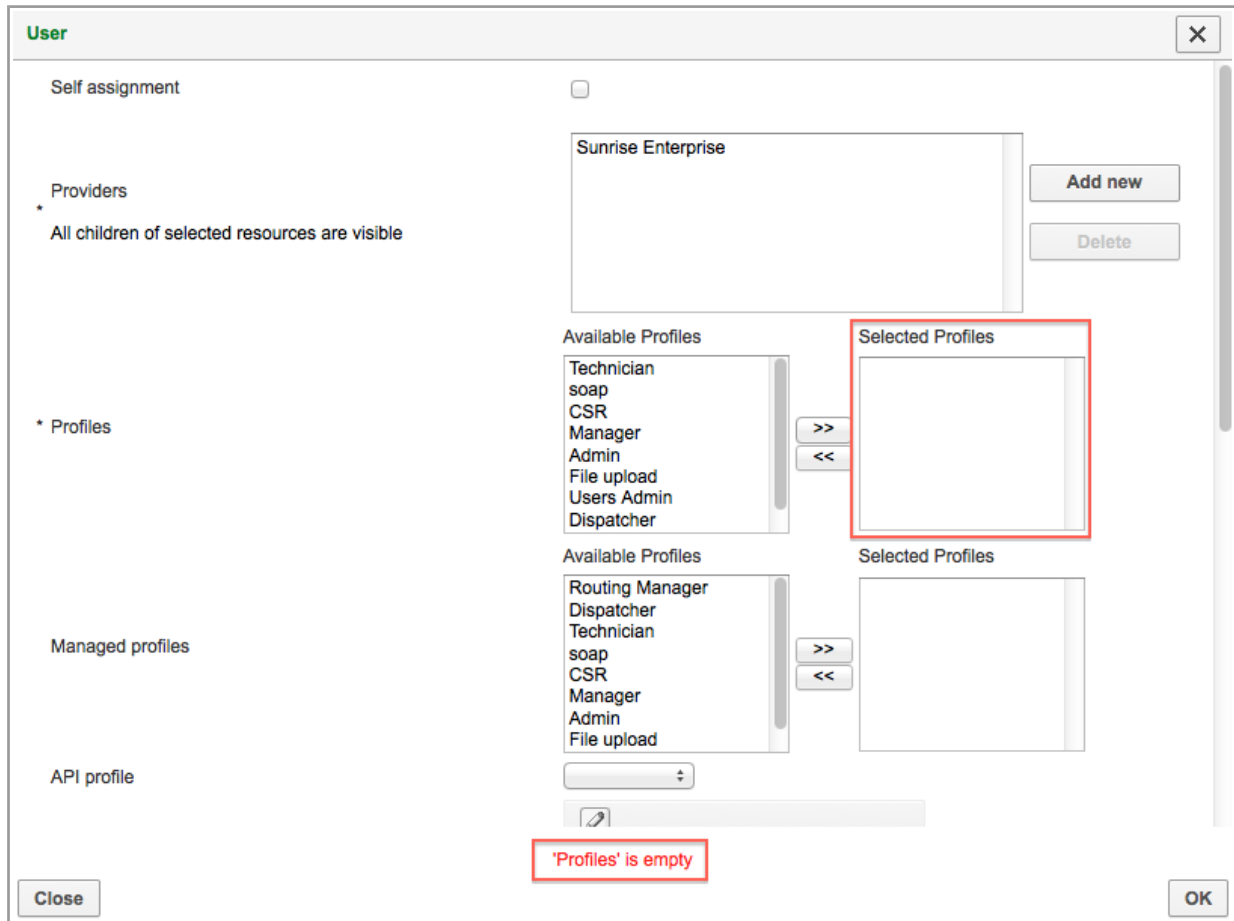 User
Self assignment
Sunrise Enterprise
Add new
Providers
*
All children of selected resources are visible
Delete
Available Profiles
Selected Profiles
* Profiles
Technician
soap
CSR
Manager
Admin
File upload
Users Admin
Dispatcher
>>
<<
Available Profiles
Selected Profiles
Managed profiles
Routing Manager
Dispatcher
Technician
soap
CSR
Manager
Admin
File upload
>>
<<
API profile
'Profiles' is empty
Close
OK